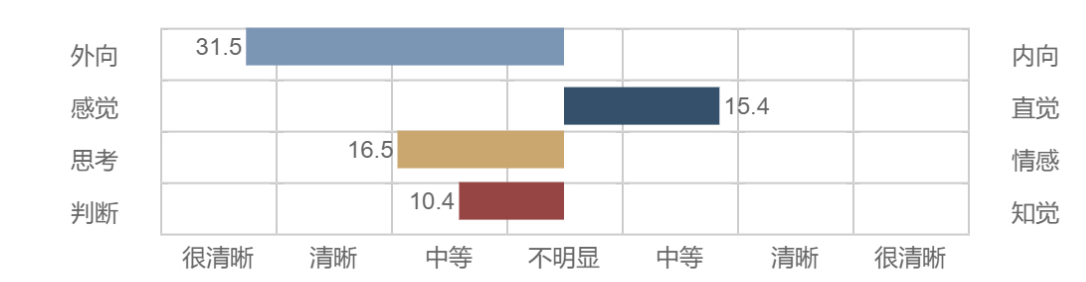 外向 31.5 内向
感觉 15.4 直觉
思考 16.5 情感
判断 10.4 知觉
很清晰 清晰 中等 不明显 中等 清晰 很清晰